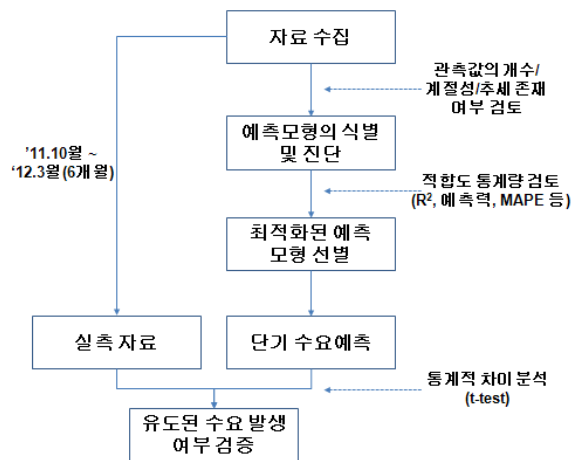 자료 수집
관측값의 개수/
계절성/추세 존재
여부 검토
예측모형의 식별
및 진단
’11.10월 ~
‘12.3월(6개월)
적합도 통계량 검토
(R², 예측력, MAPE 등)
최적화된 예측
모형 선별
실측 자료
단기 수요예측
통계적 차이 분석
(t-test)
유도된 수요 발생
여부 검증